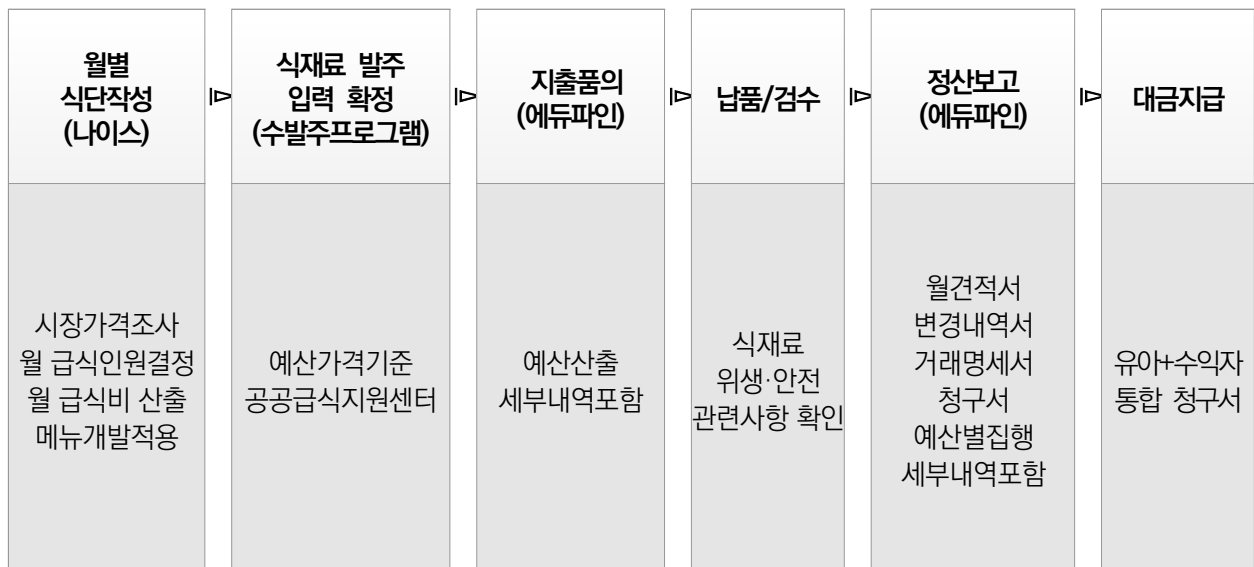 월별
식단작성
(나이스)
식재료 발주
입력 확정
(수발주프로그램)
지출품의
(에듀파인)
납품/검수
정산보고
(에듀파인)
대금지급
시장가격조사
월 급식인원결정
월 급식비 산출
메뉴개발적용
예산가격기준
공공급식지원센터
예산산출
세부내역포함
식재료
위생·안전
관련사항 확인
월견적서
변경내역서
거래명세서
청구서
예산별집행
세부내역포함
유아+수익자
통합 청구서